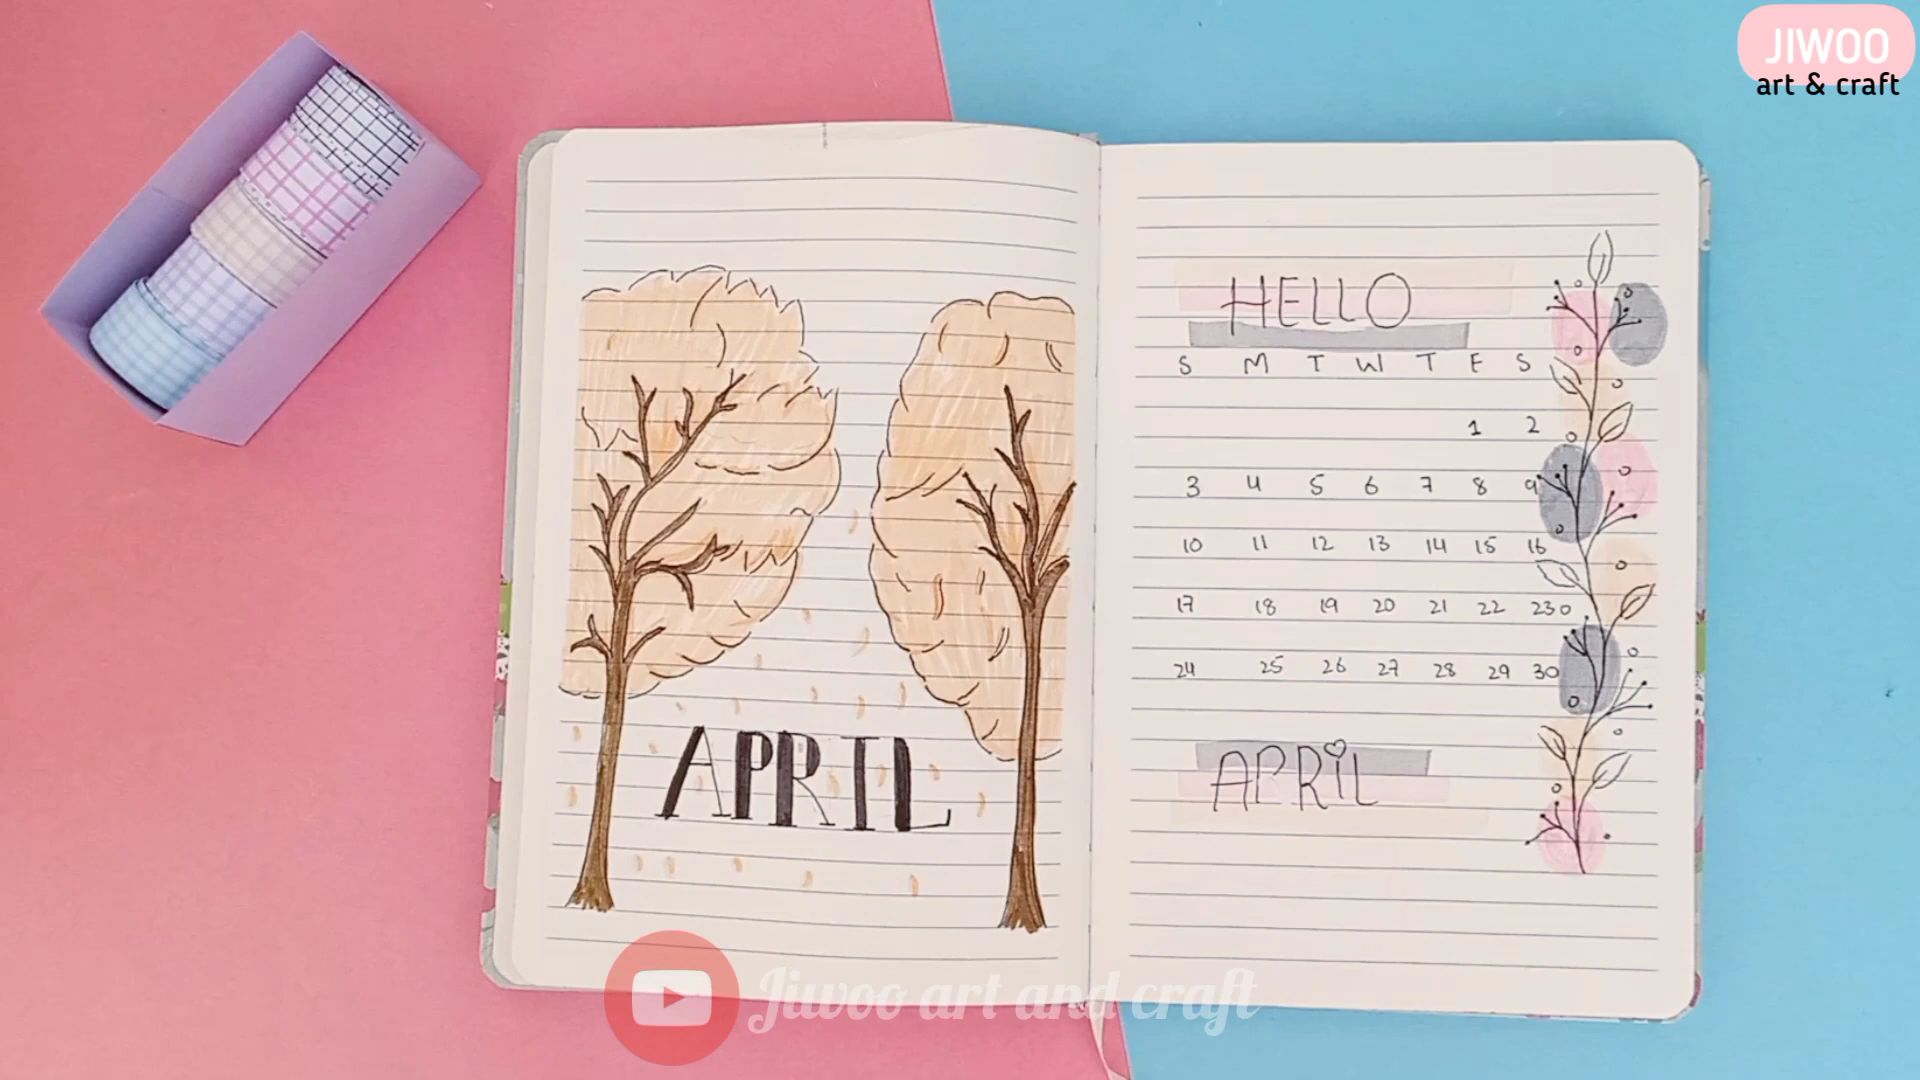 JIWOO
art & craft
APRIL
HELLO
S M T W T F S
1 2
3 4 5 6 7 8 9
10 11 12 13 14 15 16
17 18 19 20 21 22 23
24 25 26 27 28 29 30
APRIL
Jiwoo art and craft